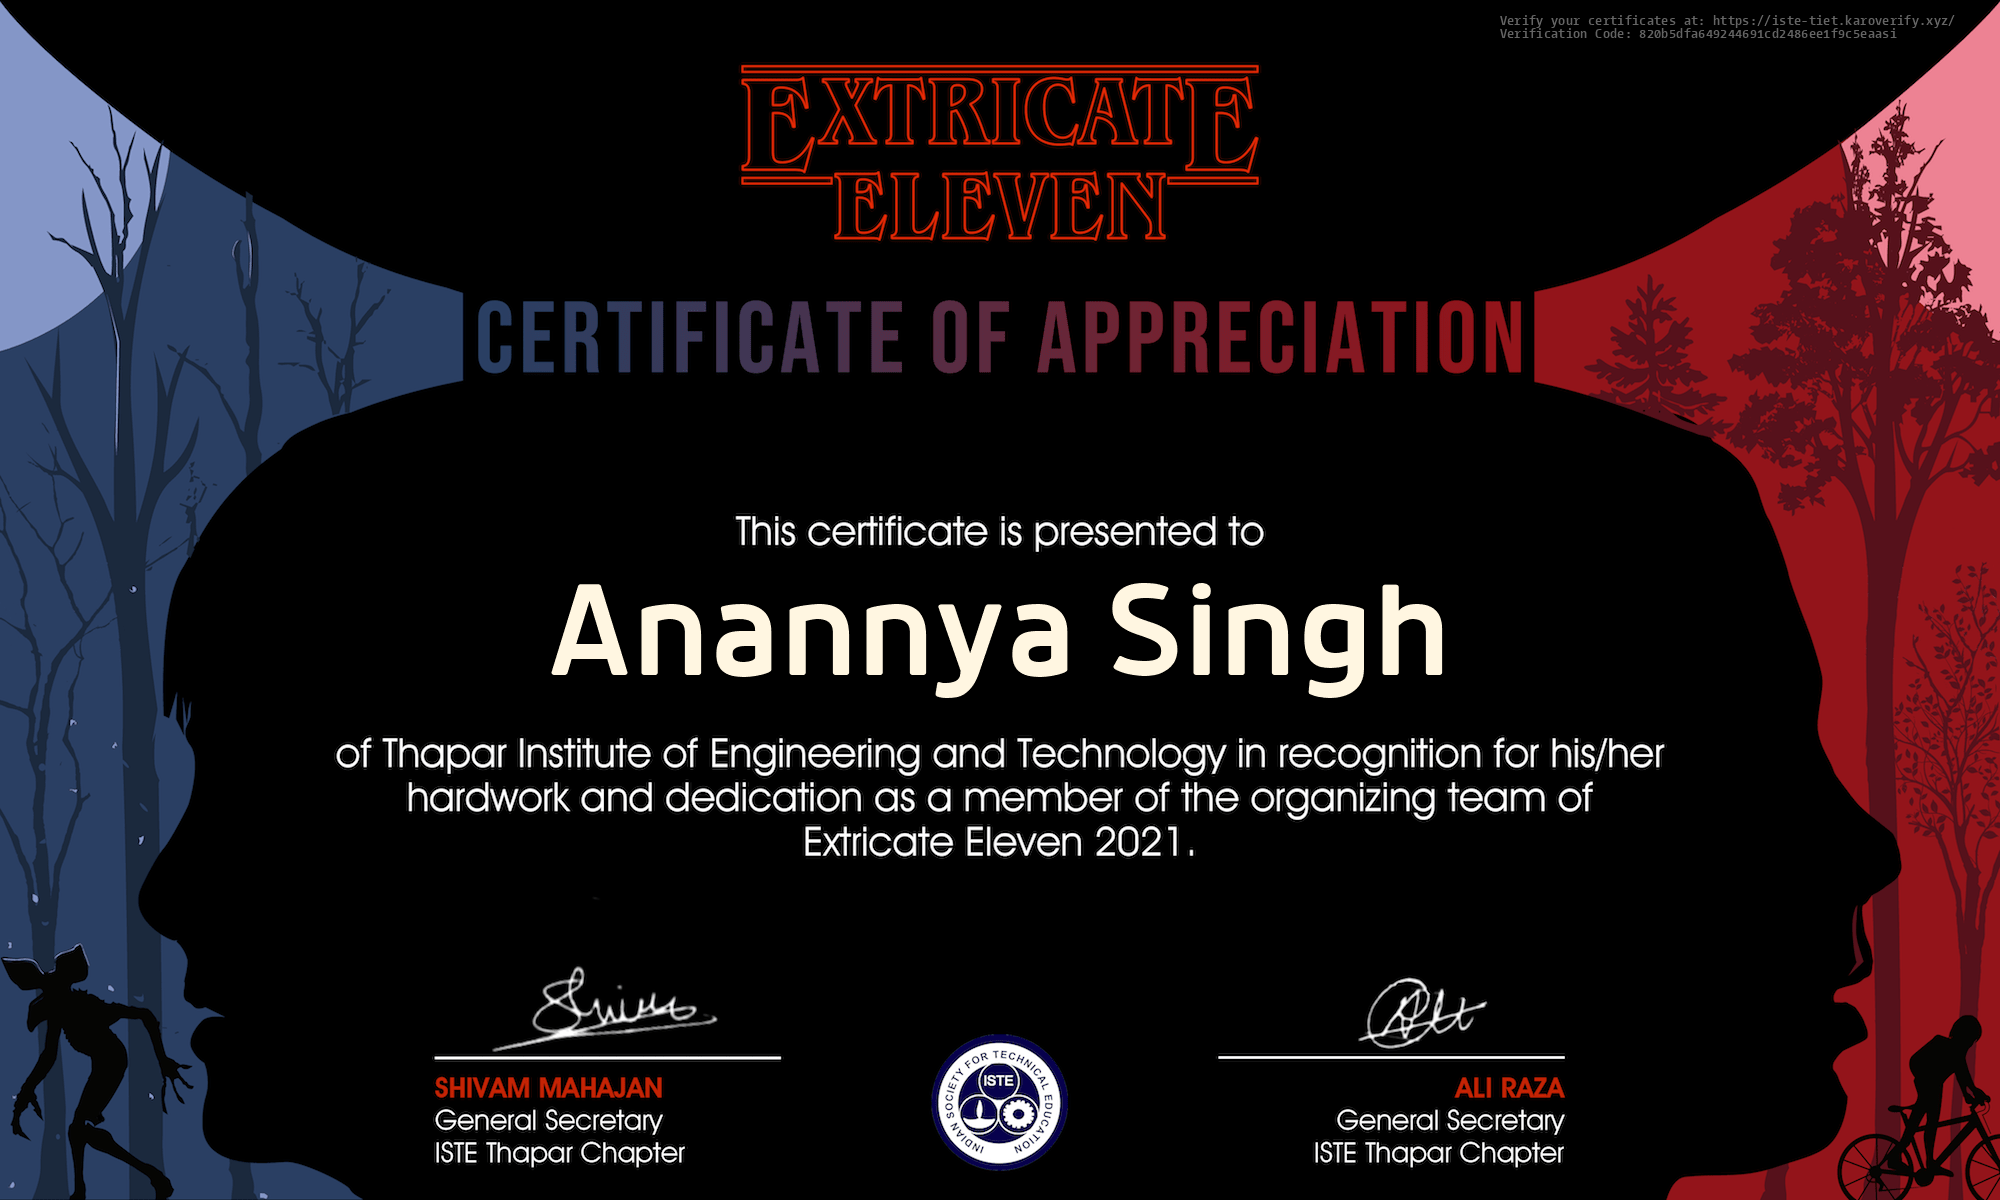 Verify your certificates at: https://iste-tiet.karoverify.xyz/
Verification Code: 820b5dfa649244691cd2486ee1f9c5eaasi
EXTRICATE
ELEVEN
CERTIFICATE OF APPRECIATION
This certificate is presented to
Anannya Singh
of Thapar Institute of Engineering and Technology in recognition for his/her
hardwork and dedication as a member of the organizing team of
Extricate Eleven 2021.
SHIVAM MAHAJAN
General Secretary
ISTE Thapar Chapter
INDIAN SOCIETY FOR TECHNICAL EDUCATION
ISTE
ALI RAZA
General Secretary
ISTE Thapar Chapter